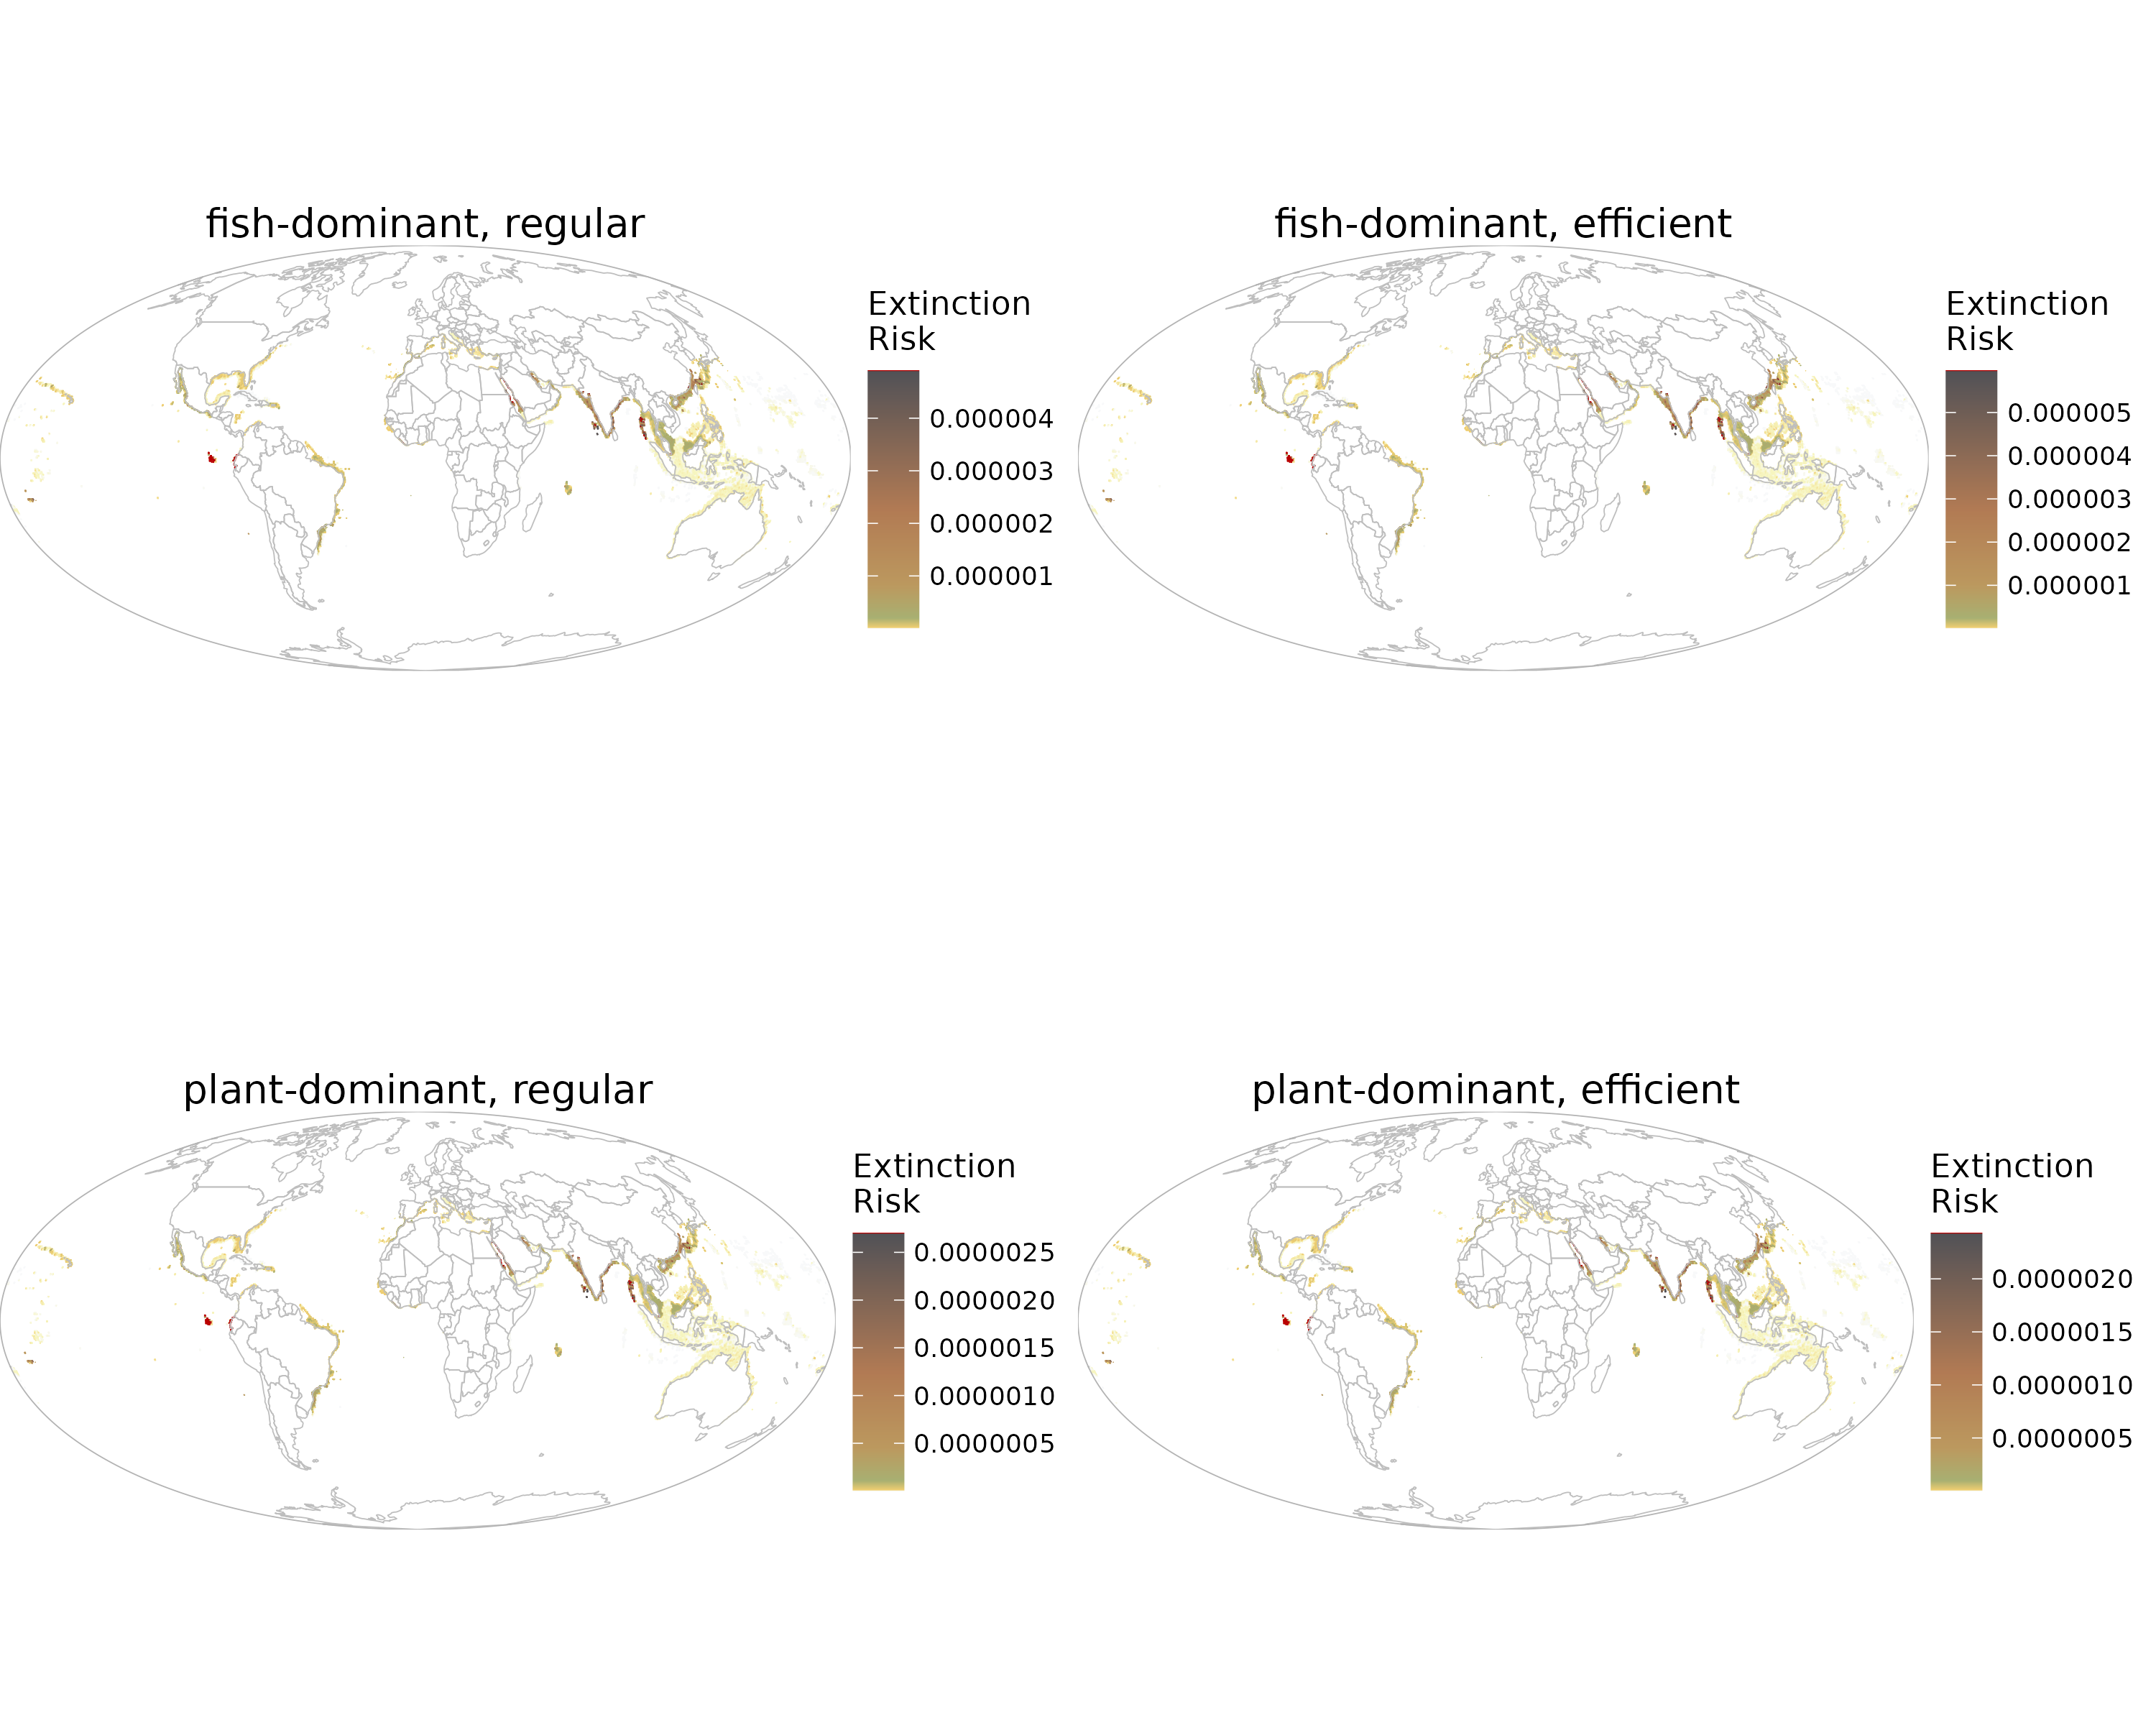 fish-dominant, regular
Extinction
Risk
0.000004
0.000003
0.000002
0.000001
fish-dominant, efficient
Extinction
Risk
0.000005
0.000004
0.000003
0.000002
0.000001
plant-dominant, regular
Extinction
Risk
0.0000025
0.0000020
0.0000015
0.0000010
0.0000005
plant-dominant, efficient
Extinction
Risk
0.0000020
0.0000015
0.0000010
0.0000005